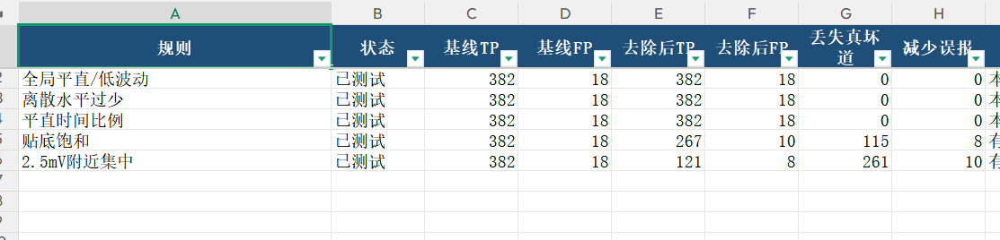 A B C D E F G H
规则 状态 基线TP 基线FP 去除后TP 去除后FP 丢失真坏道 减少误报
全局平直/低波动 已测试 382 18 382 18 0 0
离散水平过少 已测试 382 18 382 18 0 0
平直时间比例 已测试 382 18 382 18 0 0
贴底饱和 已测试 382 18 267 10 115 8
2.5mV附近集中 已测试 382 18 121 8 261 10